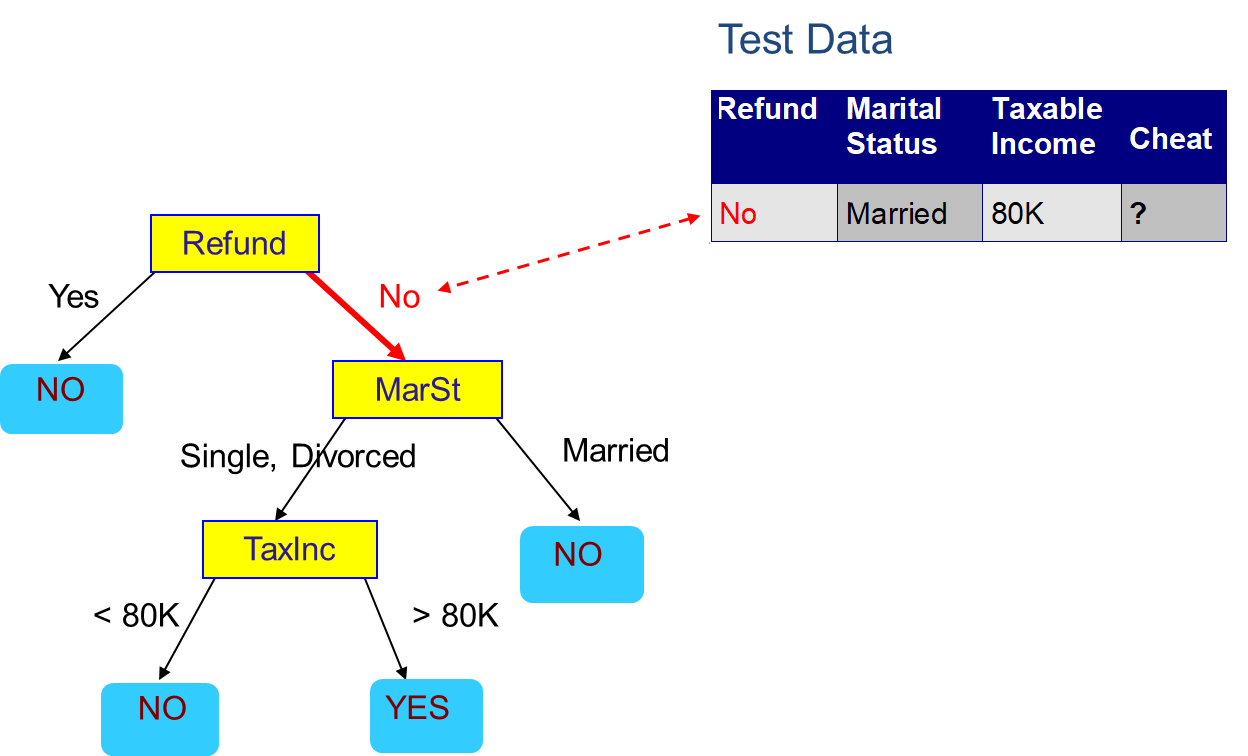 Test Data
Refund Marital Status Taxable Income Cheat
No Married 80K ?
Refund
Yes
No
NO
MarSt
Single, Divorced
Married
TaxInc
NO
< 80K
> 80K
NO
YES